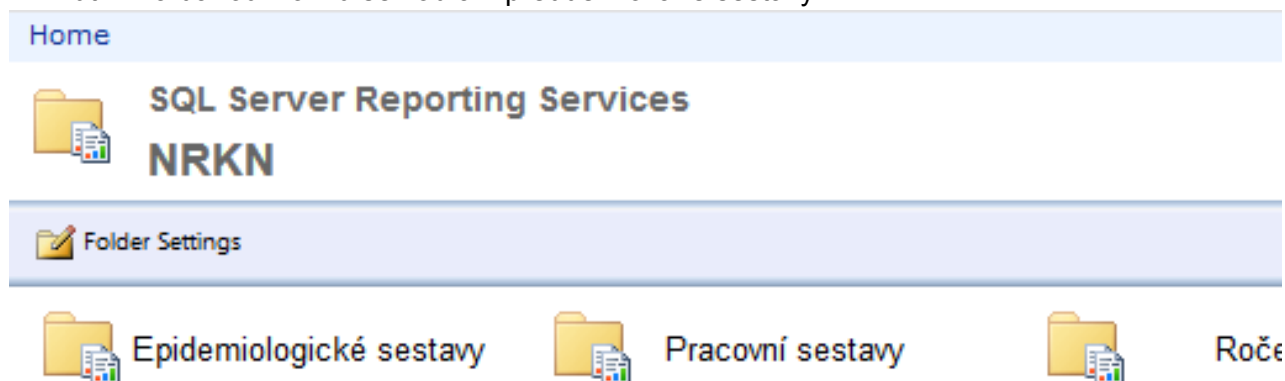 Home
SQL Server Reporting Services
NRKN
Folder Settings
Epidemiologické sestavy Pracovní sestavy